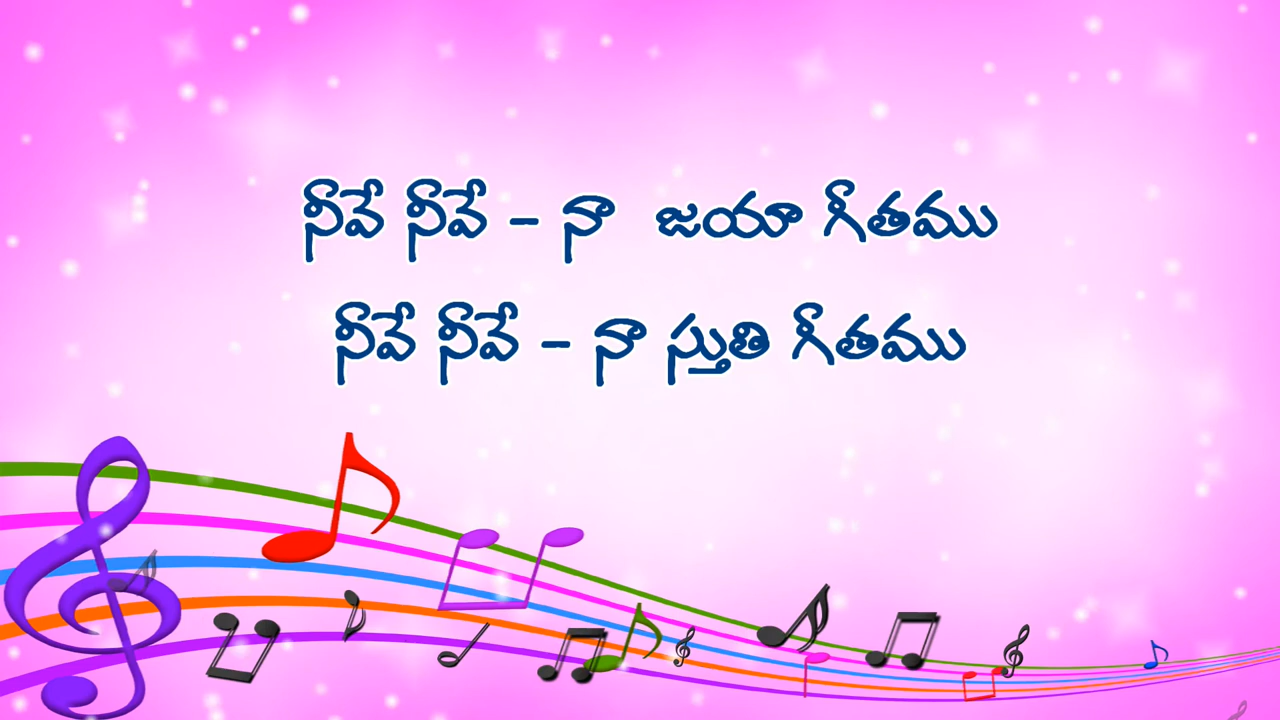 నీవే నీవే - నా జయా గీతము
నీవే నీవే - నా స్తుతి గీతము